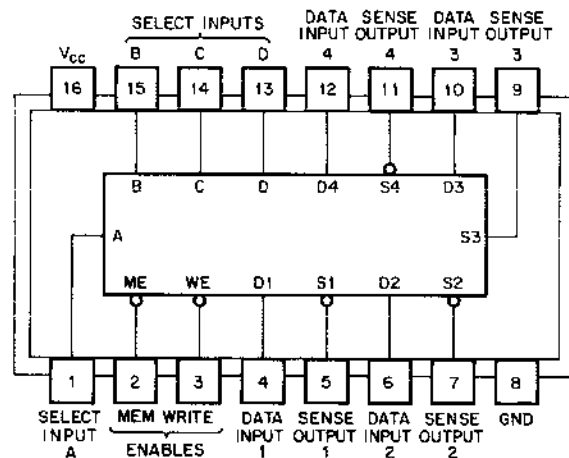 SELECT INPUTS
DATA INPUT 4
SENSE OUTPUT 4
DATA INPUT 3
SENSE OUTPUT 3
VCC
B C D
16 15 14 13 12 11 10 9
B C D D4 S4 D3
A
S3
ME WE D1 S1 D2 S2
1 2 3 4 5 6 7 8
SELECT INPUT A
MEM WRITE
ENABLES
DATA INPUT 1
SENSE OUTPUT 1
DATA INPUT 2
SENSE OUTPUT 2
GND